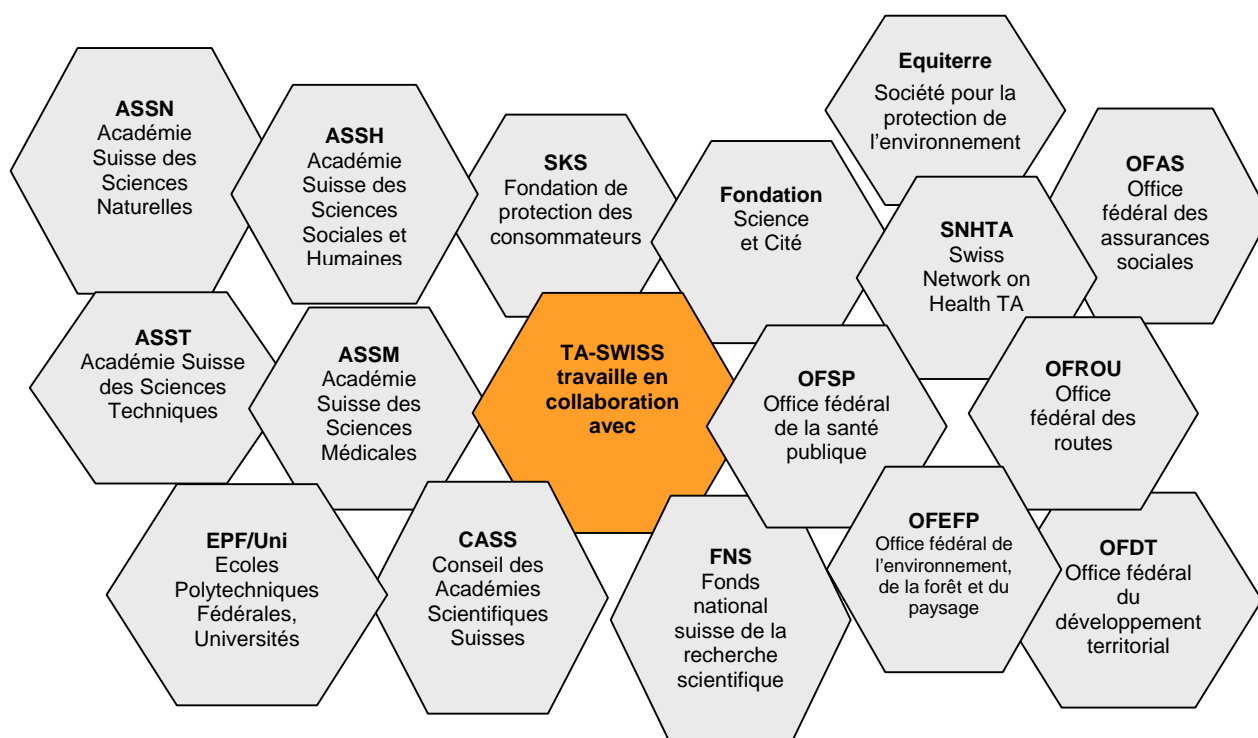 ASSN
Académie
Suisse des
Sciences
Naturelles
ASSH
Académie
Suisse des
Sciences
Sociales et
Humaines
SKS
Fondation de
protection des
consommateurs
Fondation
Science
et Cité
Equiterre
Société pour la
protection de
l’environnement
OFAS
Office
fédéral des
assurances
sociales
SNHTA
Swiss
Network on
Health TA
ASST
Académie Suisse
des Sciences
Techniques
ASSM
Académie
Suisse des
Sciences
Médicales
TA-SWISS
travaille en
collaboration
avec
OFSP
Office fédéral
de la santé
publique
OFROU
Office
fédéral des
routes
EPF/Uni
Ecoles
Polytechniques
Fédérales,
Universités
CASS
Conseil des
Académies
Scientifiques
Suisses
FNS
Fonds
national
suisse de la
recherche
scientifique
OFEFP
Office fédéral de
l’environnement,
de la forêt et du
paysage
OFDT
Office fédéral
du
développement
territorial